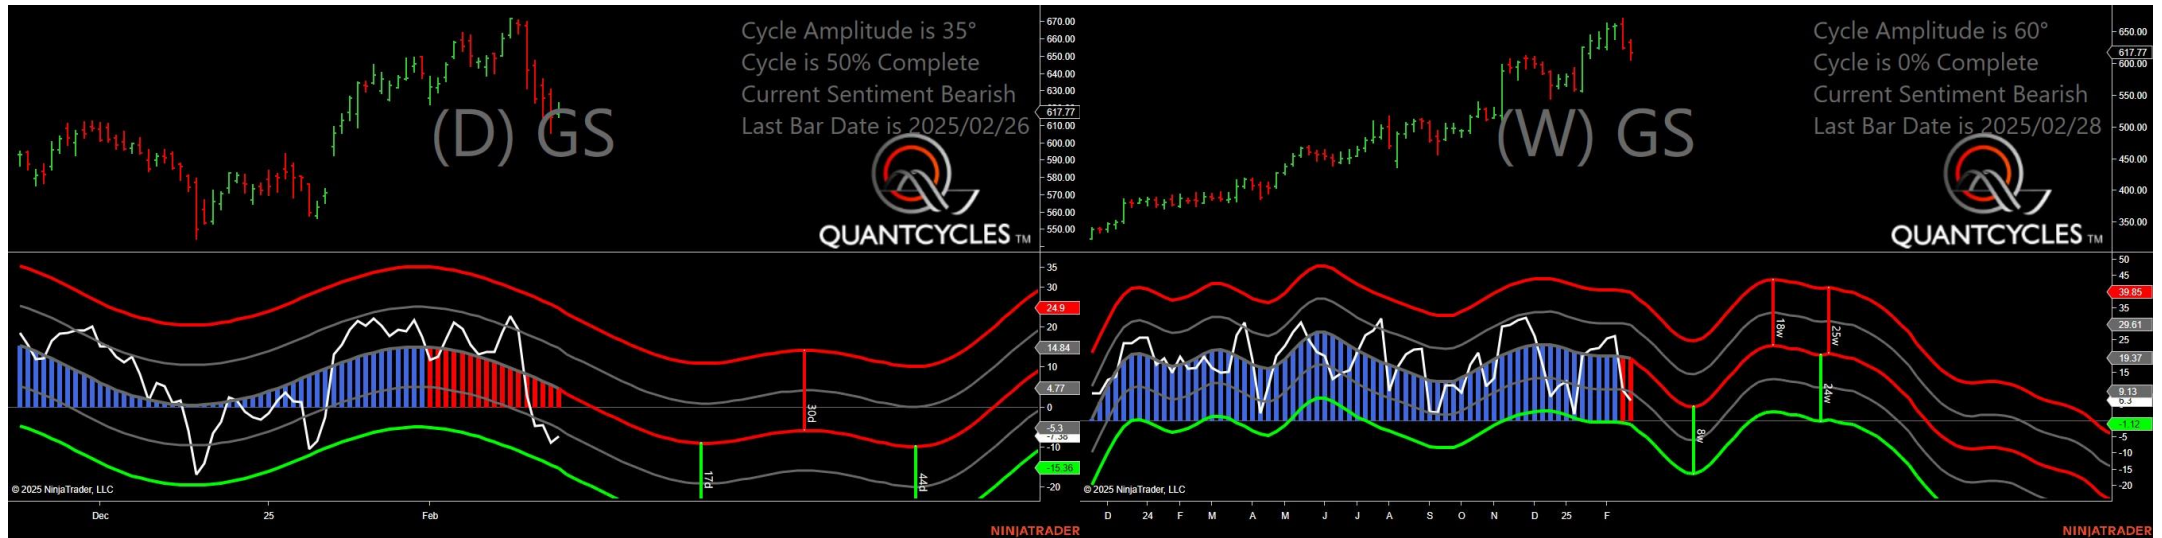 Cycle Amplitude is 35°
Cycle is 50% Complete
Current Sentiment Bearish
Last Bar Date is 2025/02/26
(D) GS
QUANTCYCLES TM
670.00
660.00
650.00
640.00
630.00
617.77
610.00
600.00
590.00
580.00
570.00
560.00
550.00
35
30
24.9
20
14.84
10
4.77
0
-5.3
-7.38
-10
-15.36
-20
30d
17d
44d
© 2025 NinjaTrader, LLC
Dec
25
Feb
NINJATRADER
Cycle Amplitude is 60°
Cycle is 0% Complete
Current Sentiment Bearish
Last Bar Date is 2025/02/28
(W) GS
QUANTCYCLES TM
650.00
617.77
600.00
550.00
500.00
450.00
400.00
350.00
50
45
39.85
35
29.61
25
19.37
15
9.13
6.3
-1.12
-5
-10
-15
-20
18w
25w
24w
8w
© 2025 NinjaTrader, LLC
D 24 F M A M J J A S O N D 25 F
NINJATRADER